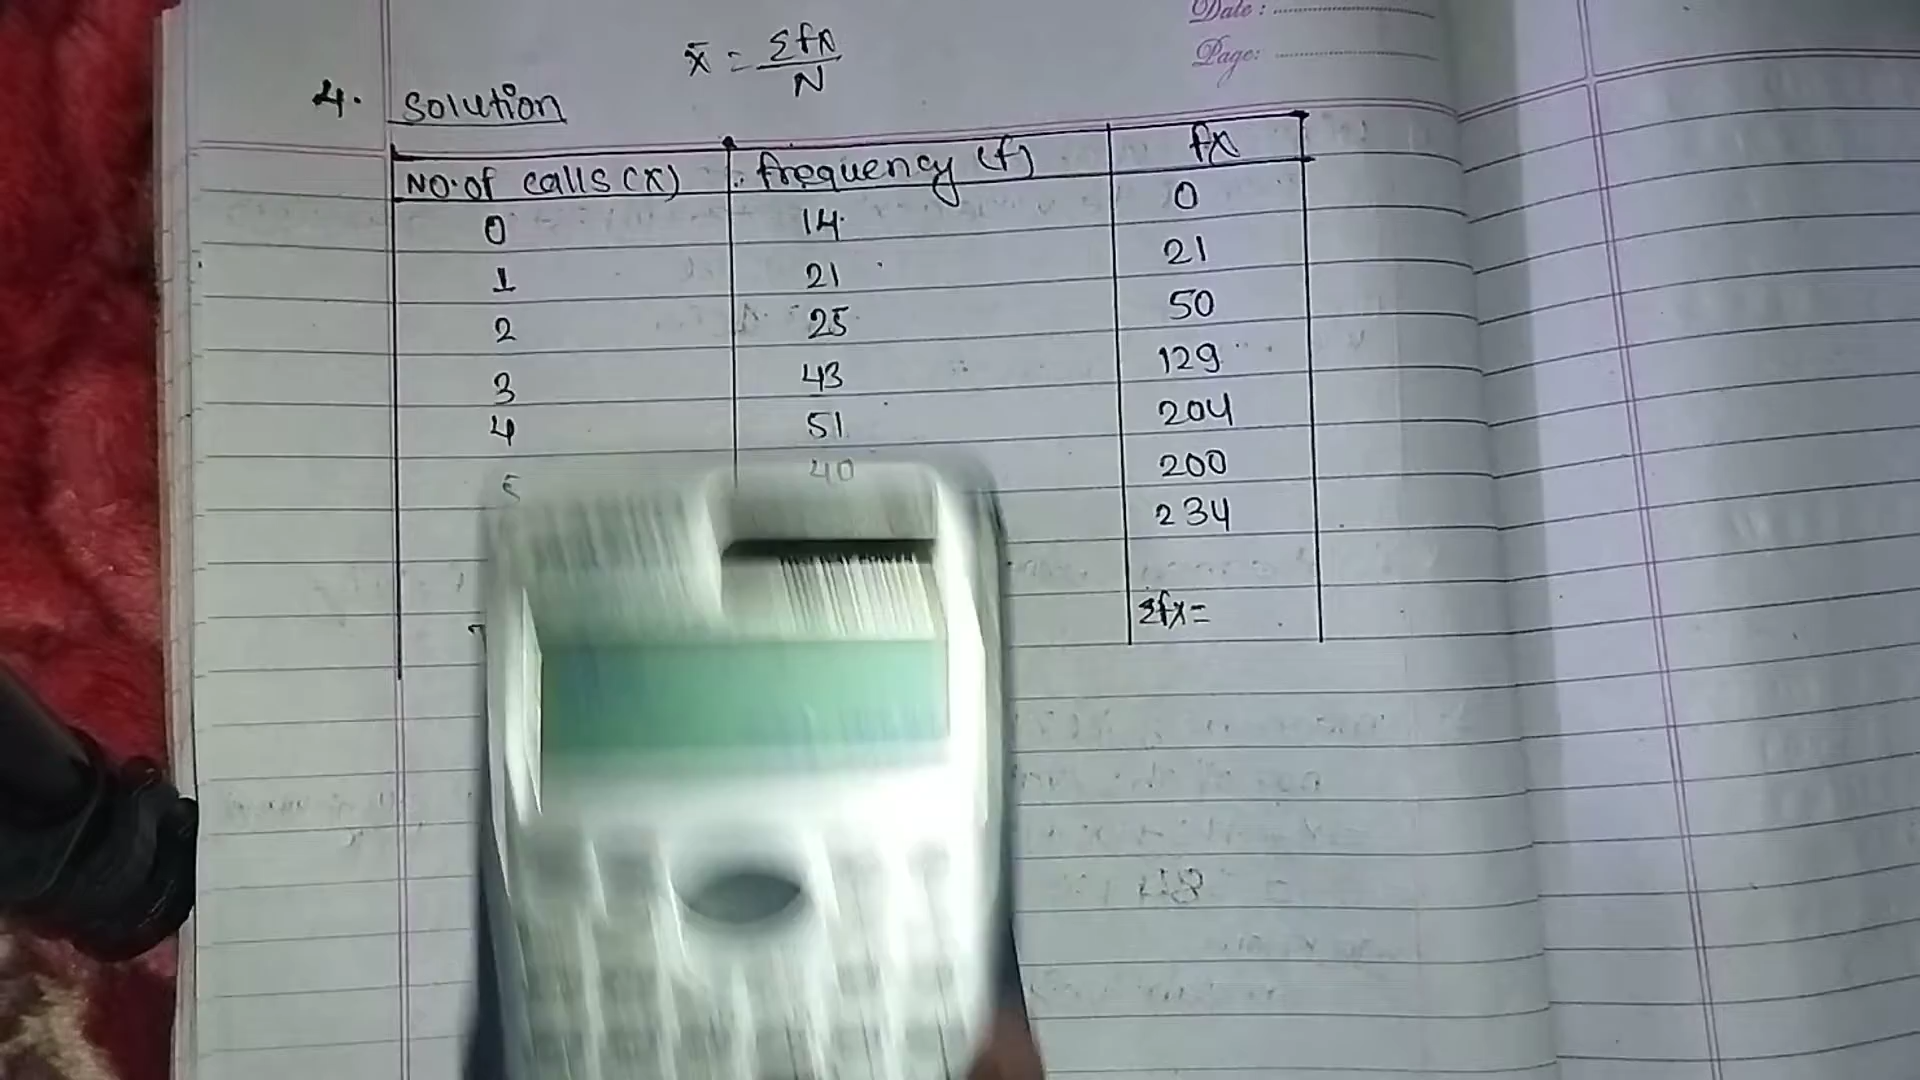 Date:
Page:
x̄ = Σfx
N
4. Solution
No. of calls (x) frequency (f) fx
0 14 0
1 21 21
2 25 50
3 43 129
4 51 204
5 40 200
234
Σfx=